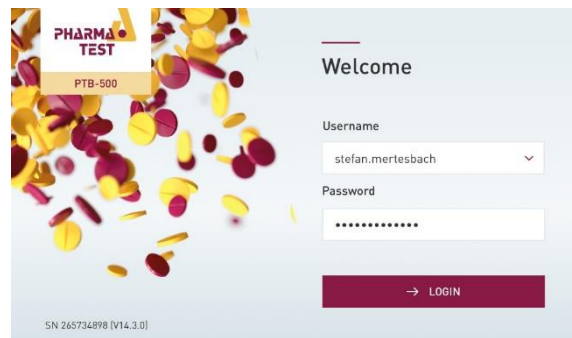 PHARMA
TEST
PTB-500
Welcome
Username
stefan.mertesbach
Password
•••••••••••••
→ LOGIN
SN 265734898 (V14.3.0)